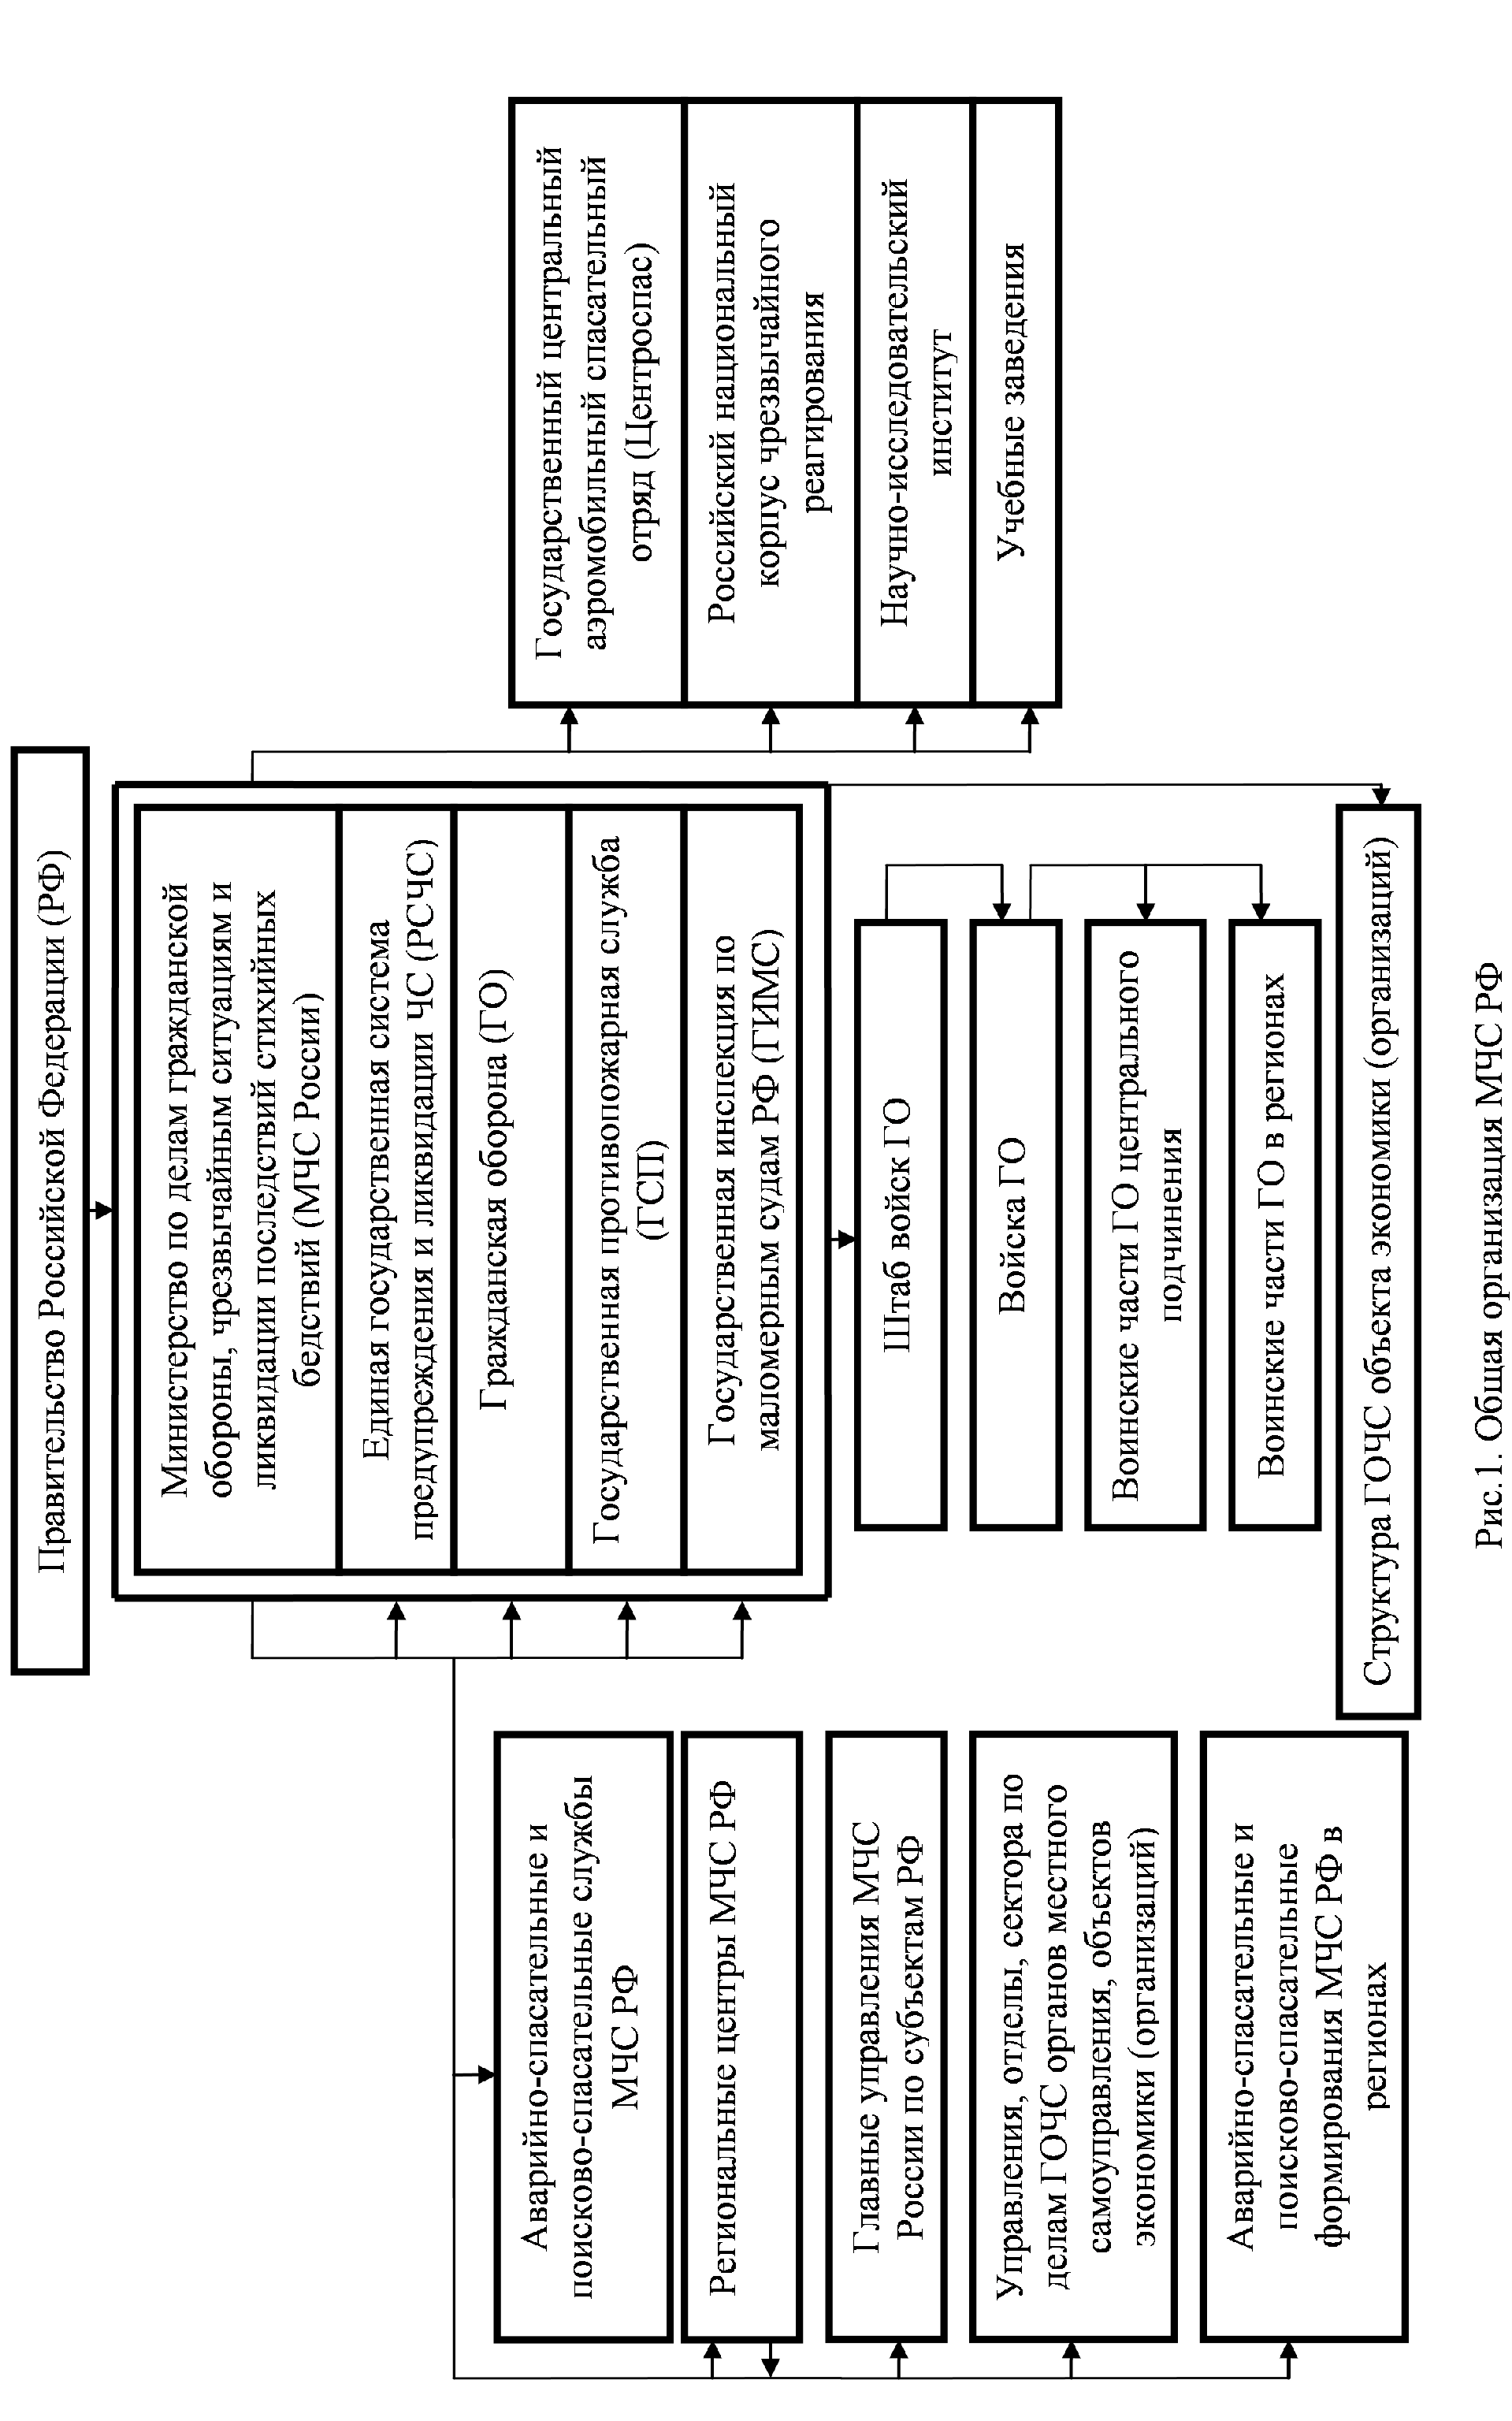 Правительство Российской Федерации (РФ)
Министерство по делам гражданской
обороны, чрезвычайным ситуациям и
ликвидации последствий стихийных
бедствий (МЧС России)
Единая государственная система
предупреждения и ликвидации ЧС (РСЧС)
Гражданская оборона (ГО)
Государственная противопожарная служба
(ГСП)
Государственная инспекция по
маломерным судам РФ (ГИМС)
Аварийно-спасательные и
поисково-спасательные службы
МЧС РФ
Региональные центры МЧС РФ
Главные управления МЧС
России по субъектам РФ
Управления, отделы, сектора по
делам ГОЧС органов местного
самоуправления, объектов
экономики (организаций)
Аварийно-спасательные и
поисково-спасательные
формирования МЧС РФ в
регионах
Штаб войск ГО
Войска ГО
Воинские части ГО центрального
подчинения
Воинские части ГО в регионах
Государственный центральный
аэромобильный спасательный
отряд (Центроспас)
Российский национальный
корпус чрезвычайного
реагирования
Научно-исследовательский
институт
Учебные заведения
Структура ГОЧС объекта экономики (организаций)
Рис.1. Общая организация МЧС РФ